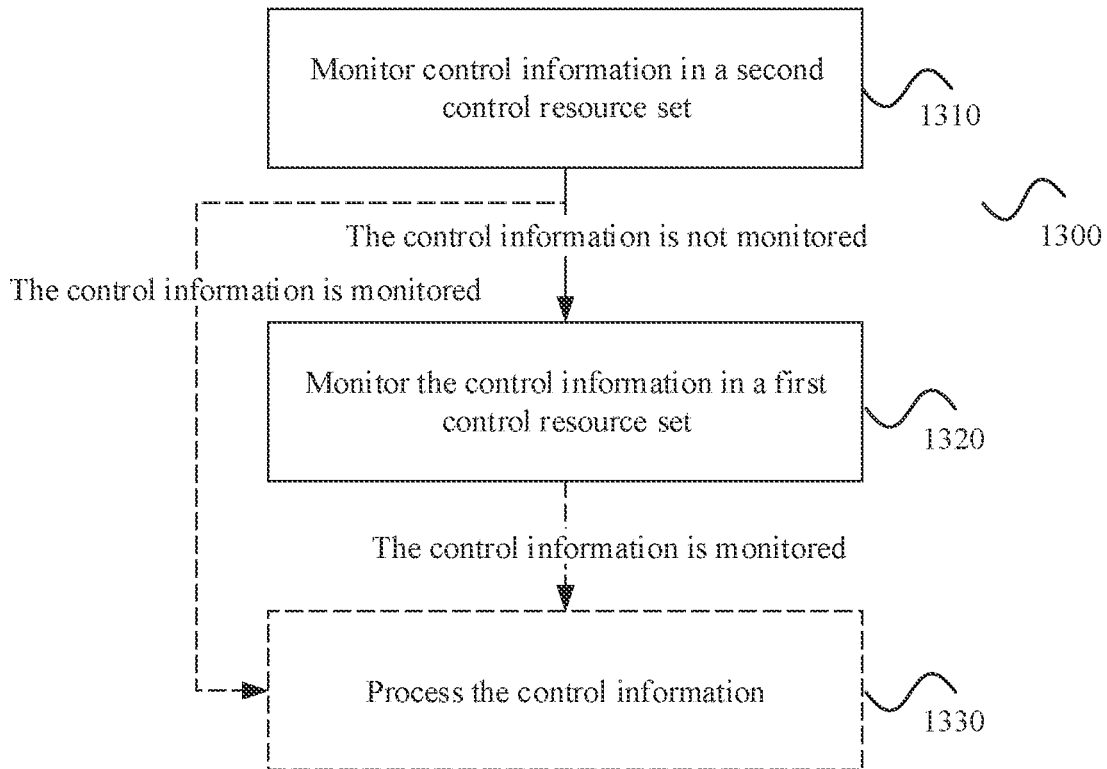 Monitor control information in a second
control resource set
1310
1300
The control information is not monitored
The control information is monitored
Monitor the control information in a first
control resource set
1320
The control information is monitored
Process the control information
1330